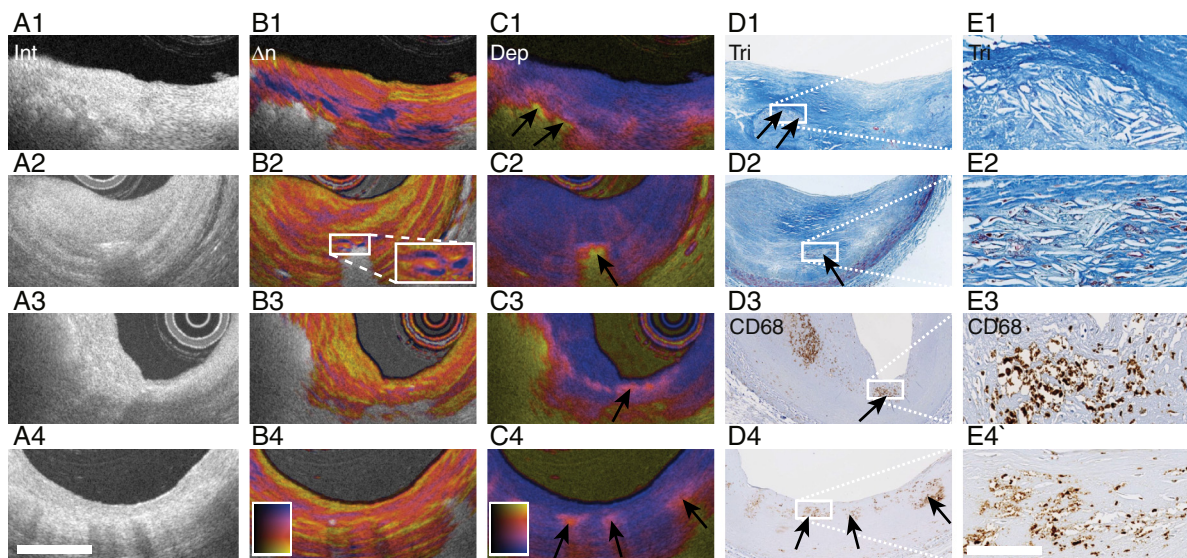 A1 B1 C1 D1 E1
Int Δn Dep Tri Tri
A2 B2 C2 D2 E2
A3 B3 C3 D3 E3
CD68 CD68
A4 B4 C4 D4 E4`